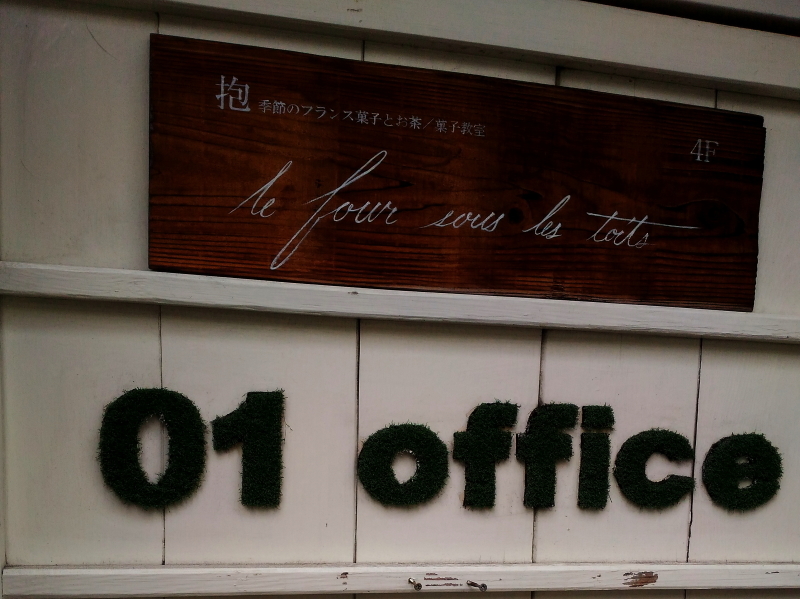 抱 季節のフランス菓子とお茶／菓子教室
4F
le four sous les toits
01 office